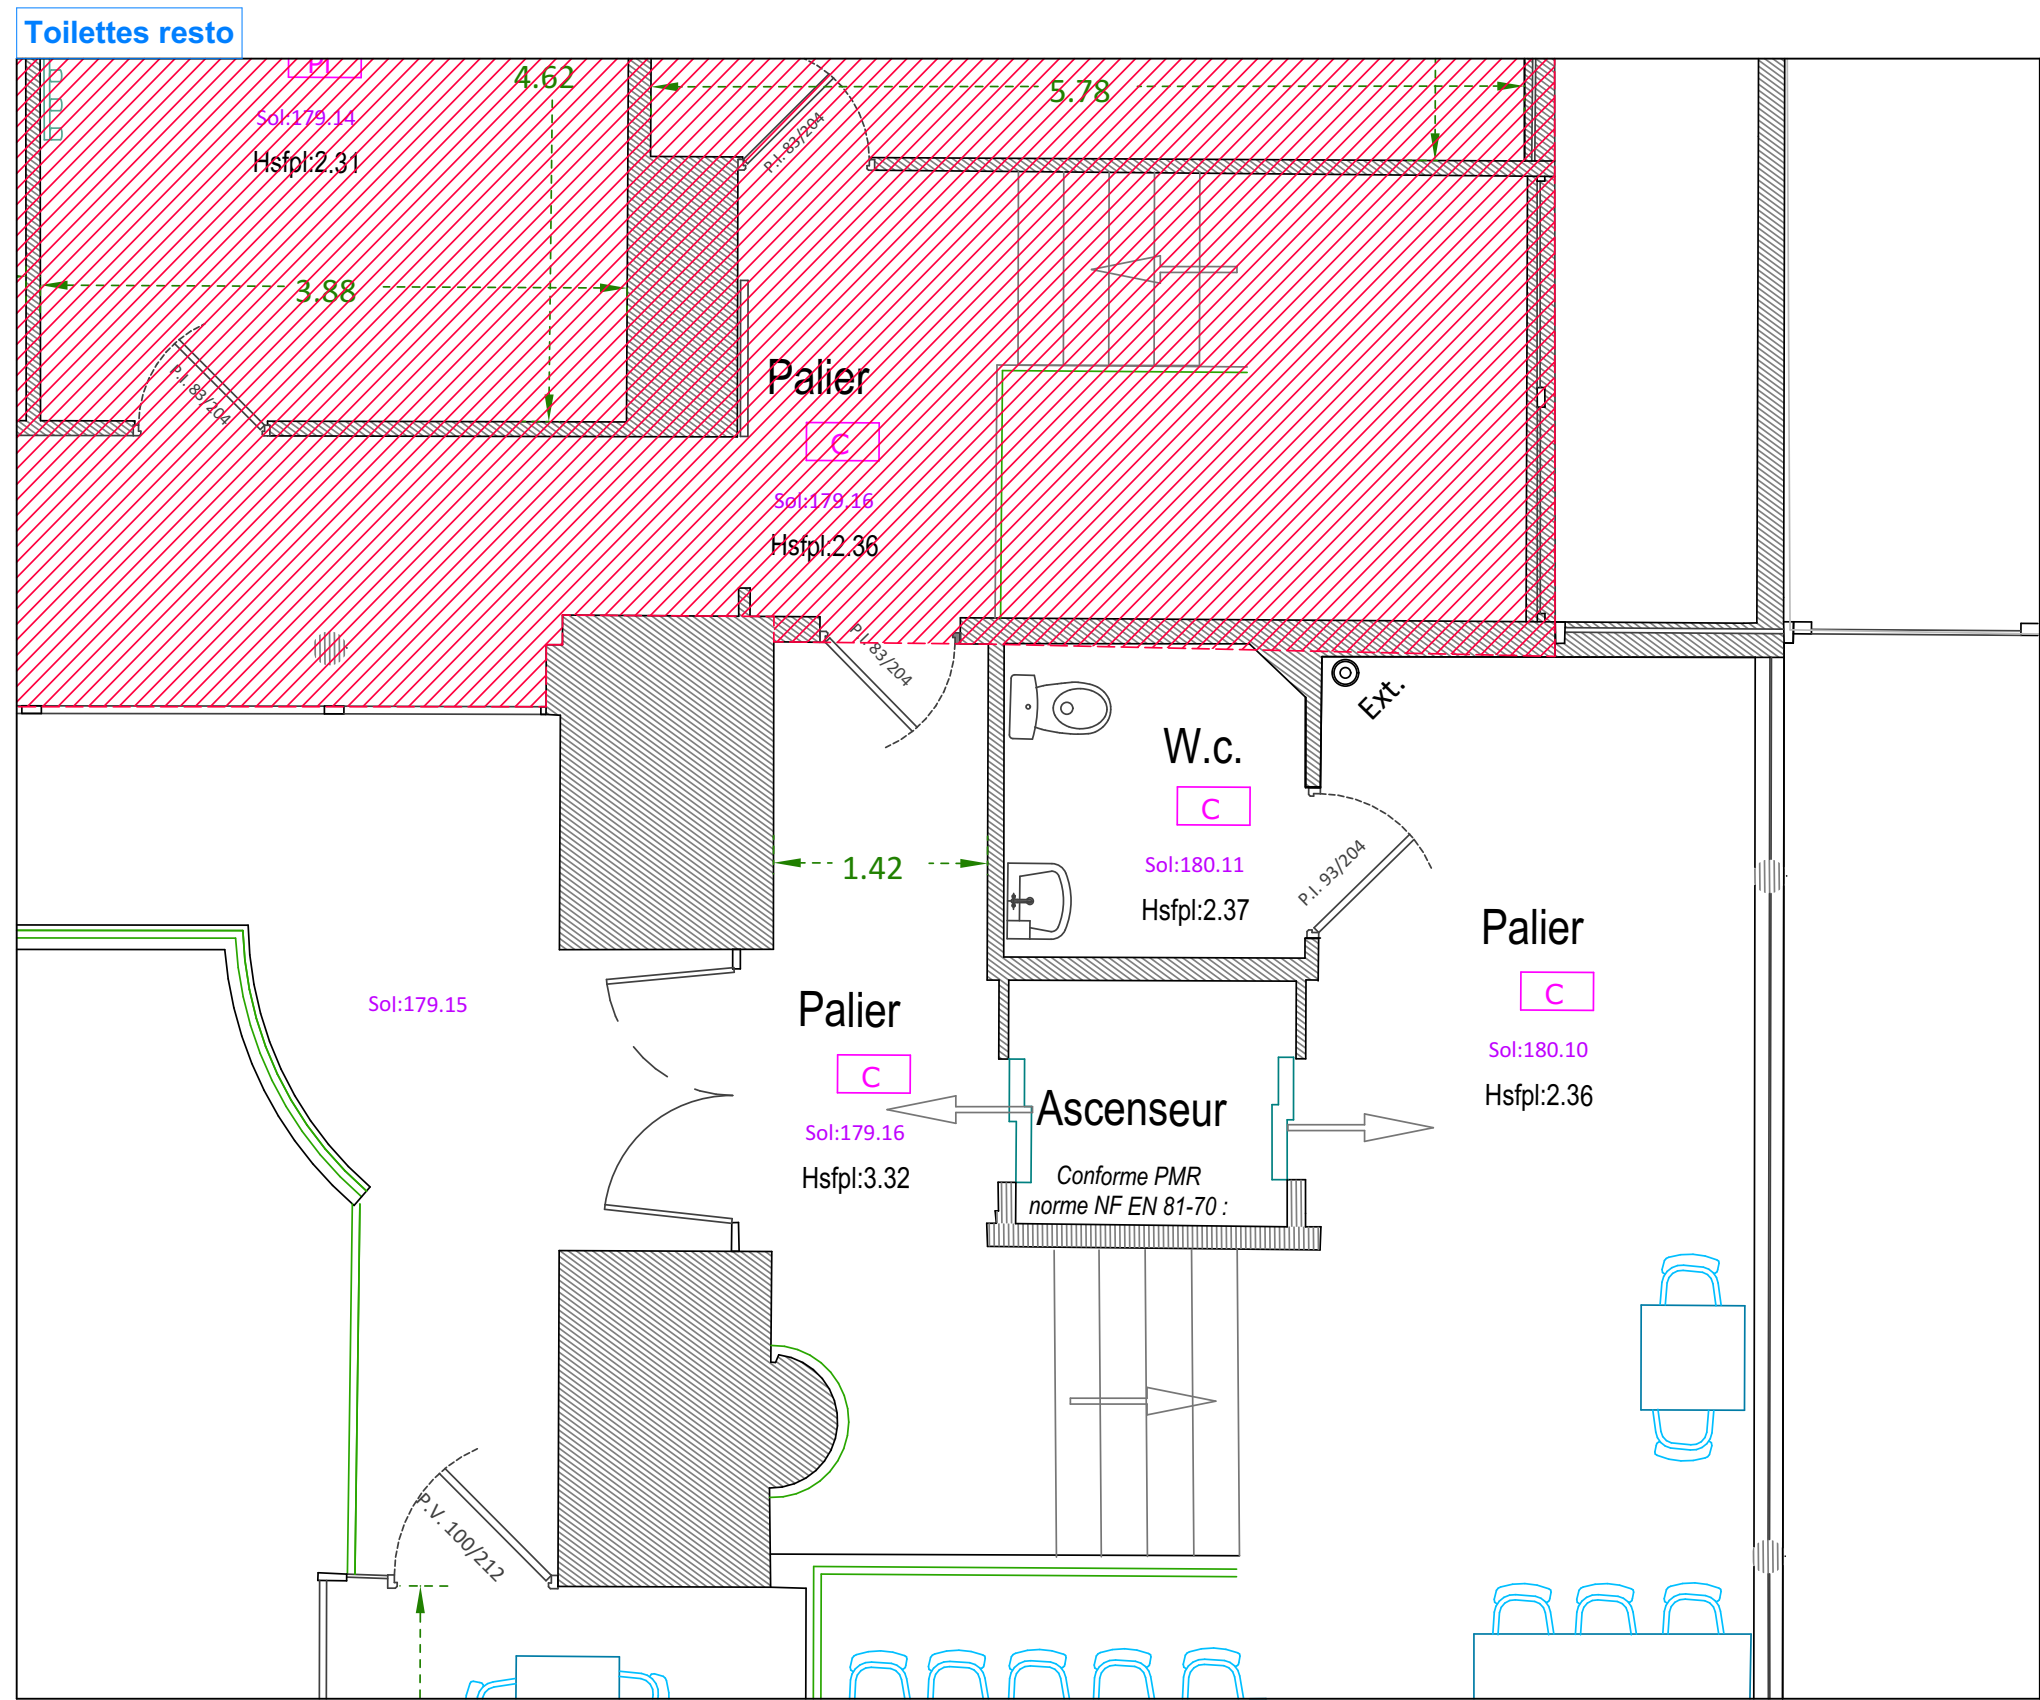 Toilettes resto
PI
4.62
5.78
Sol:179.14
Hsfpl:2.31
P.I. 83/204
3.88
P.I. 83/204
Palier
C
Sol:179.16
Hsfpl:2.36
P.I. 83/204
Ext.
W.c.
C
1.42
Sol:180.11
Hsfpl:2.37
P.I. 93/204
Palier
C
Sol:180.10
Hsfpl:2.36
Sol:179.15
Palier
C
Sol:179.16
Hsfpl:3.32
Ascenseur
Conforme PMR
norme NF EN 81-70 :
P.V. 100/212